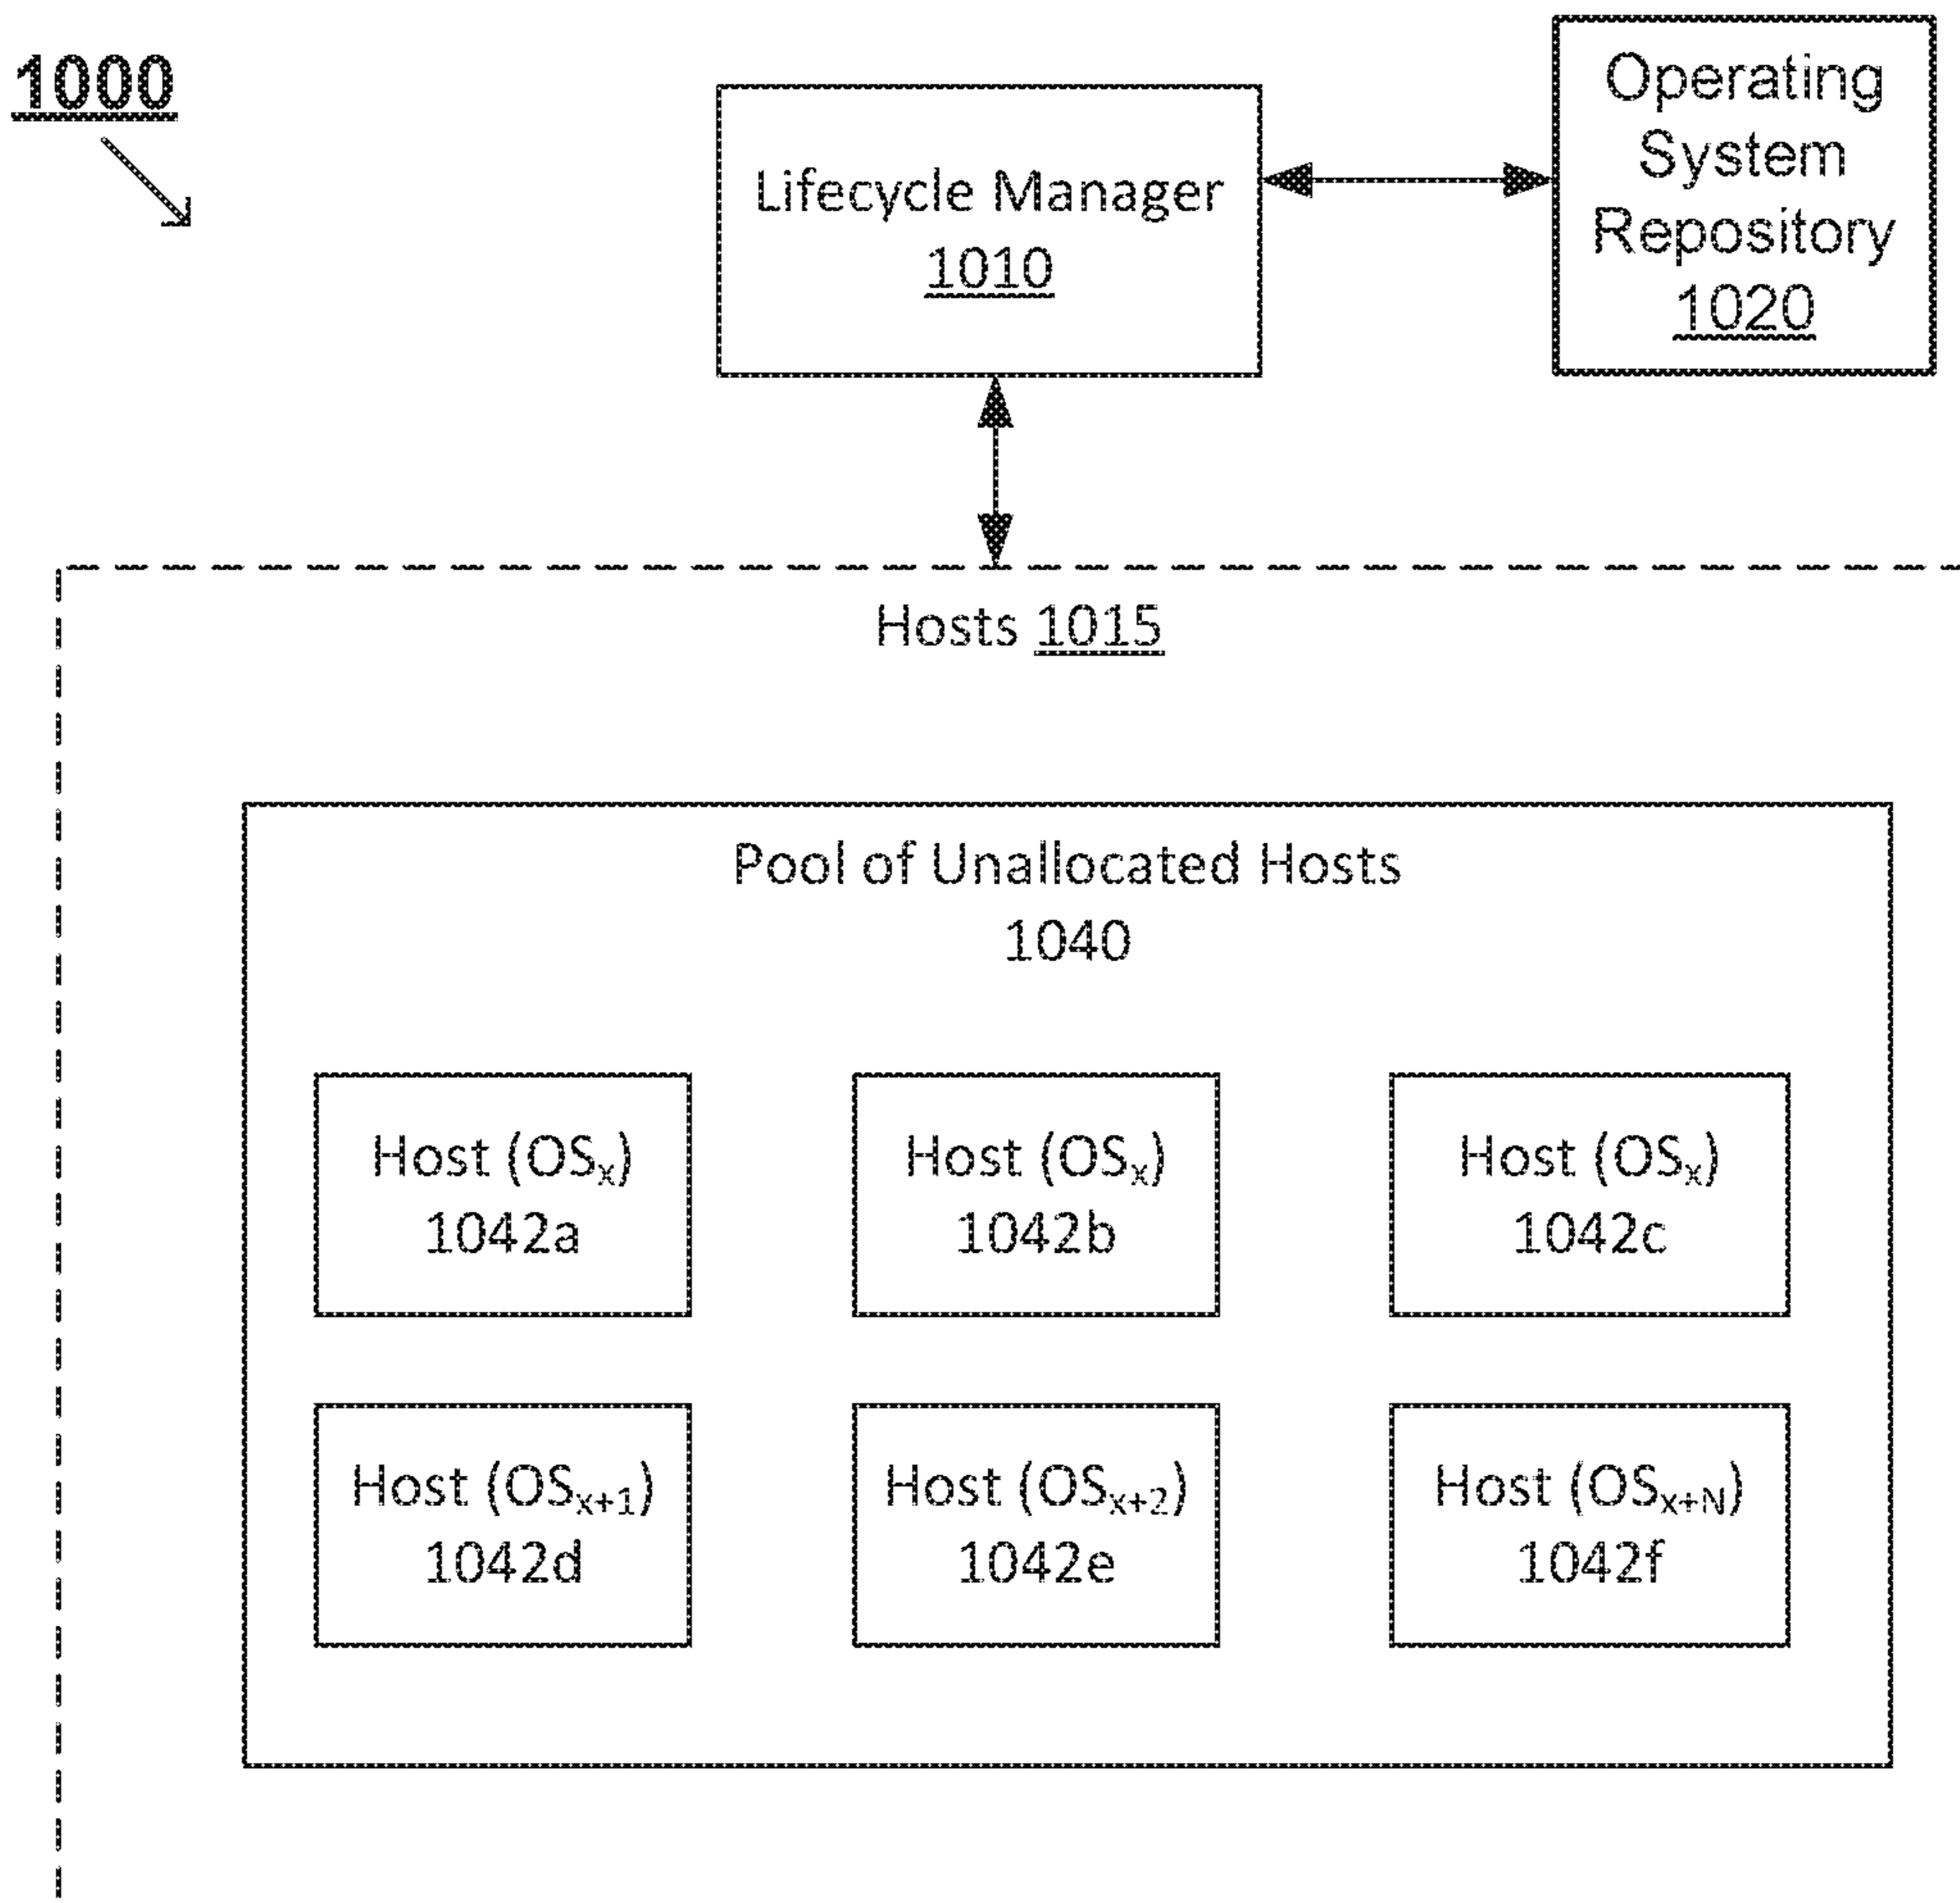 1000
Lifecycle Manager
1010
Operating
System
Repository
1020
Hosts 1015
Pool of Unallocated Hosts
1040
Host (OSₓ)
1042a
Host (OSₓ)
1042b
Host (OSₓ)
1042c
Host (OSₓ₊₁)
1042d
Host (OSₓ₊₂)
1042e
Host (OSₓ₊N)
1042f